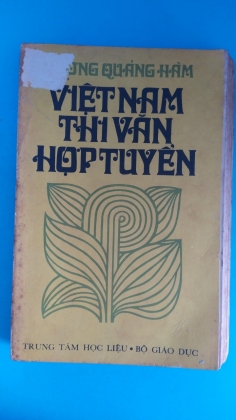 QUẢNG HÀM
VIỆT NAM
THI VĂN
HỢP TUYỂN
TRUNG TÂM HỌC LIỆU • BỘ GIÁO DỤC